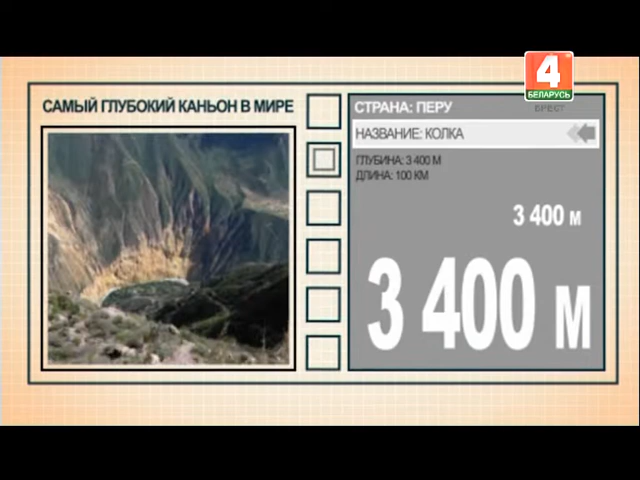 4
БЕЛАРУСЬ
БРЕСТ
САМЫЙ ГЛУБОКИЙ КАНЬОН В МИРЕ
СТРАНА: ПЕРУ
НАЗВАНИЕ: КОЛКА
ГЛУБИНА: 3 400 М
ДЛИНА: 100 КМ
3 400 м
3 400 м